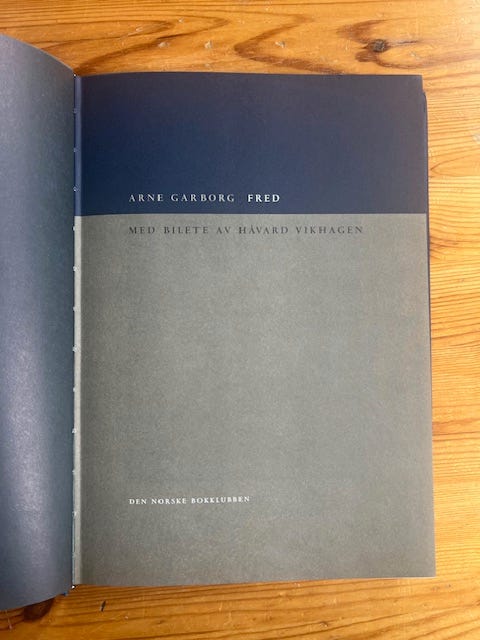 ARNE GARBORG FRED
MED BILETE AV HÅVARD VIKHAGEN
DEN NORSKE BOKKLUBBEN